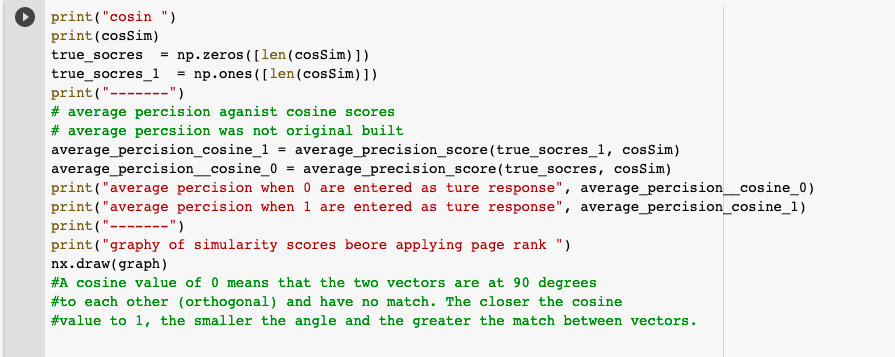 print("cosin ")
print(cosSim)
true_socres  = np.zeros([len(cosSim)])
true_socres_1  = np.ones([len(cosSim)])
print("-------")
# average percision aganist cosine scores
# average percsiion was not original built
average_percision_cosine_1 = average_precision_score(true_socres_1, cosSim)
average_percision__cosine_0 = average_precision_score(true_socres, cosSim)
print("average percision when 0 are entered as ture response", average_percision__cosine_0)
print("average percision when 1 are entered as ture response", average_percision_cosine_1)
print("-------")
print("graphy of simularity scores beore applying page rank ")
nx.draw(graph)
#A cosine value of 0 means that the two vectors are at 90 degrees
#to each other (orthogonal) and have no match. The closer the cosine
#value to 1, the smaller the angle and the greater the match between vectors.